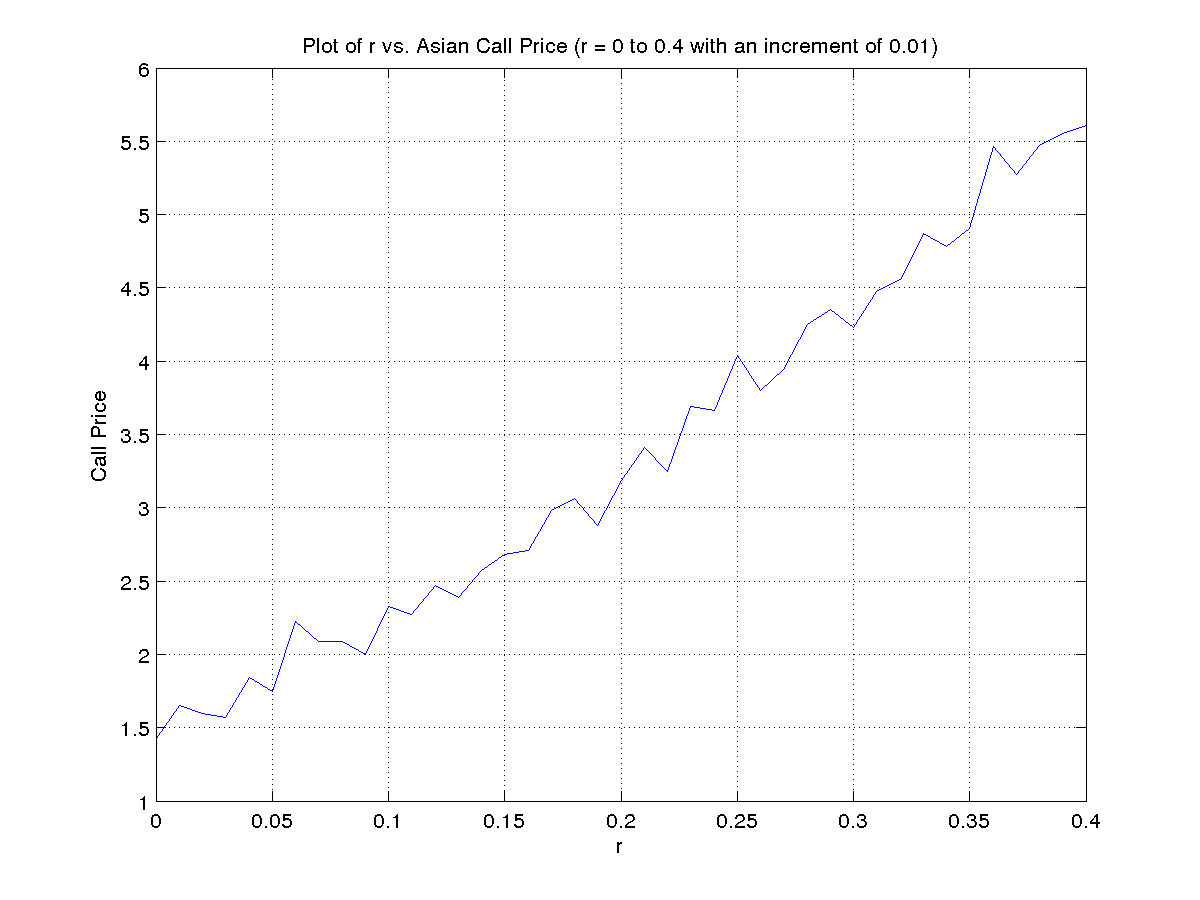 Plot of r vs. Asian Call Price (r = 0 to 0.4 with an increment of 0.01)
6
5.5
5
4.5
4
3.5
3
2.5
2
1.5
1
Call Price
0 0.05 0.1 0.15 0.2 0.25 0.3 0.35 0.4
r